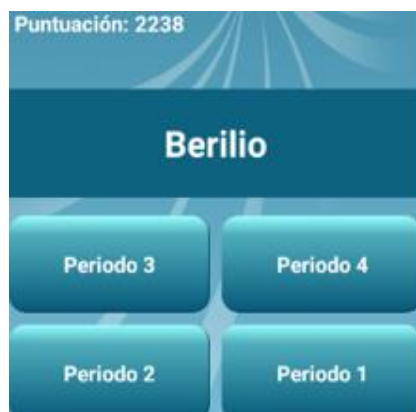 Puntuación: 2238
Berilio
Periodo 3
Periodo 4
Periodo 2
Periodo 1